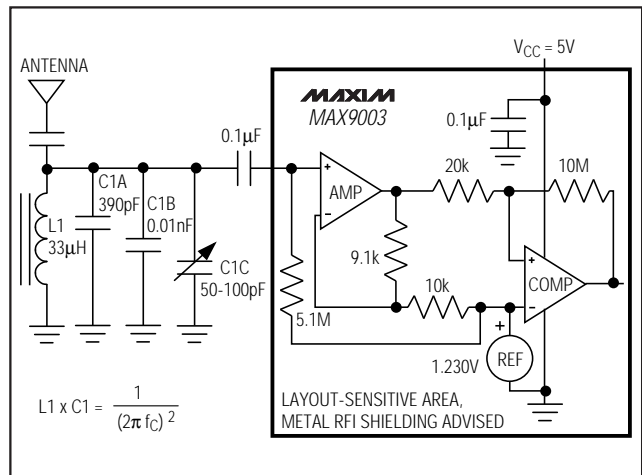 V_CC = 5V
ANTENNA
MAXIM
MAX9003
0.1µF
0.1µF
20k
10M
C1A
390pF
C1B
0.01nF
AMP
+
-
L1
33µH
C1C
50-100pF
9.1k
10k
5.1M
+
COMP
-
+
REF
1.230V
L1 x C1 = 1 / (2π f_C)²
LAYOUT-SENSITIVE AREA,
METAL RFI SHIELDING ADVISED